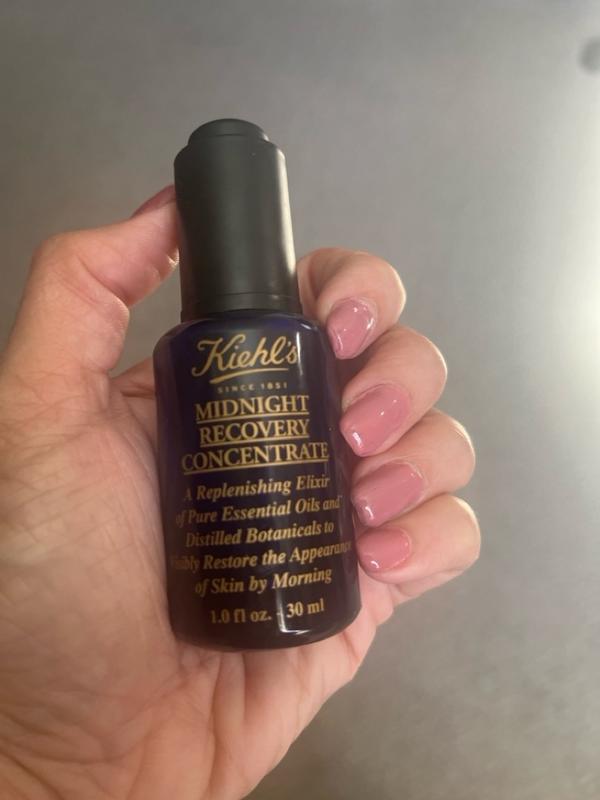 Kiehl's
SINCE 1851
MIDNIGHT
RECOVERY
CONCENTRATE
A Replenishing Elixir
of Pure Essential Oils and
Distilled Botanicals to
Visibly Restore the Appearance
of Skin by Morning
1.0 fl oz. - 30 ml